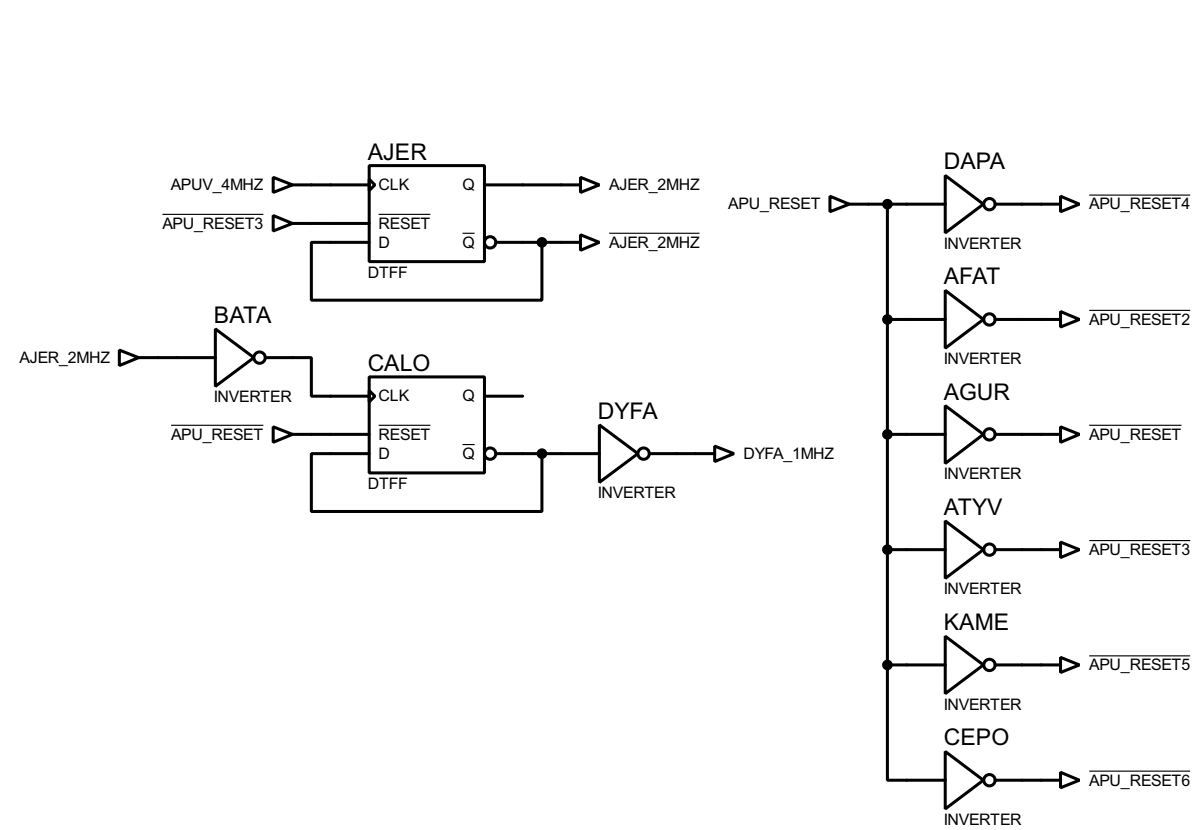 AJER
APUV_4MHZ
CLK
Q
AJER_2MHZ
APU_RESET3
RESET
D
Q
AJER_2MHZ
DTFF
BATA
AJER_2MHZ
INVERTER
CALO
CLK
Q
APU_RESET
RESET
D
Q
DTFF
DYFA
DYFA_1MHZ
INVERTER
APU_RESET
DAPA
APU_RESET4
INVERTER
AFAT
APU_RESET2
INVERTER
AGUR
APU_RESET
INVERTER
ATYV
APU_RESET3
INVERTER
KAME
APU_RESET5
INVERTER
CEPO
APU_RESET6
INVERTER